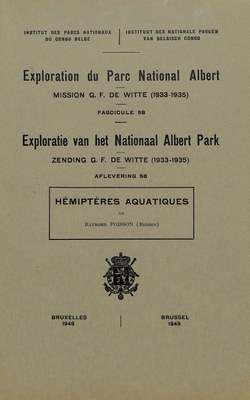 INSTITUT DES PARCS NATIONAUX
DU CONGO BELGE
INSTITUUT DER NATIONALE PARKEN
VAN BELGISCH CONGO
Exploration du Parc National Albert
MISSION G. F. DE WITTE (1933-1935)
FASCICULE 58
Exploratie van het Nationaal Albert Park
ZENDING G. F. DE WITTE (1933-1935)
AFLEVERING 58
HÉMIPTÈRES AQUATIQUES
PAR
RAYMOND POISSON (Rennes)
BRUXELLES
1949
BRUSSEL
1949